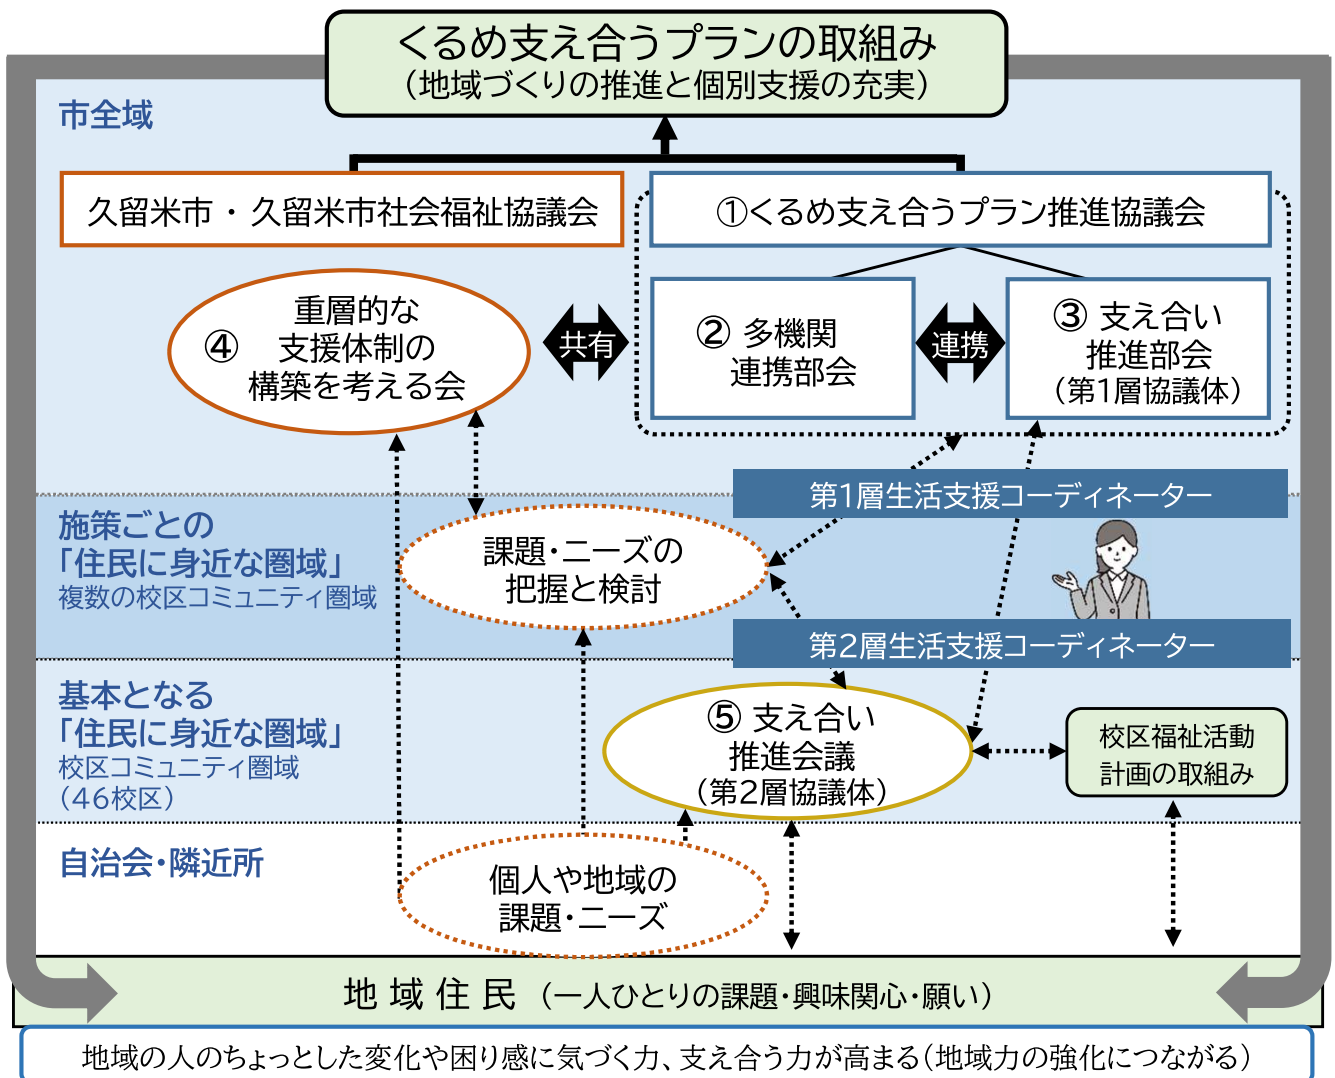 くるめ支え合うプランの取組み
（地域づくりの推進と個別支援の充実）
市全域
久留米市・久留米市社会福祉協議会
①くるめ支え合うプラン推進協議会
④
重層的な
支援体制の
構築を考える会
共有
② 多機関
連携部会
連携
③ 支え合い
推進部会
（第1層協議体）
第1層生活支援コーディネーター
施策ごとの
「住民に身近な圏域」
複数の校区コミュニティ圏域
課題・ニーズの
把握と検討
第2層生活支援コーディネーター
基本となる
「住民に身近な圏域」
校区コミュニティ圏域
（46校区）
⑤ 支え合い
推進会議
（第2層協議体）
校区福祉活動
計画の取組み
自治会・隣近所
個人や地域の
課題・ニーズ
地域住民（一人ひとりの課題・興味関心・願い）
地域の人のちょっとした変化や困り感に気づく力、支え合う力が高まる（地域力の強化につながる）